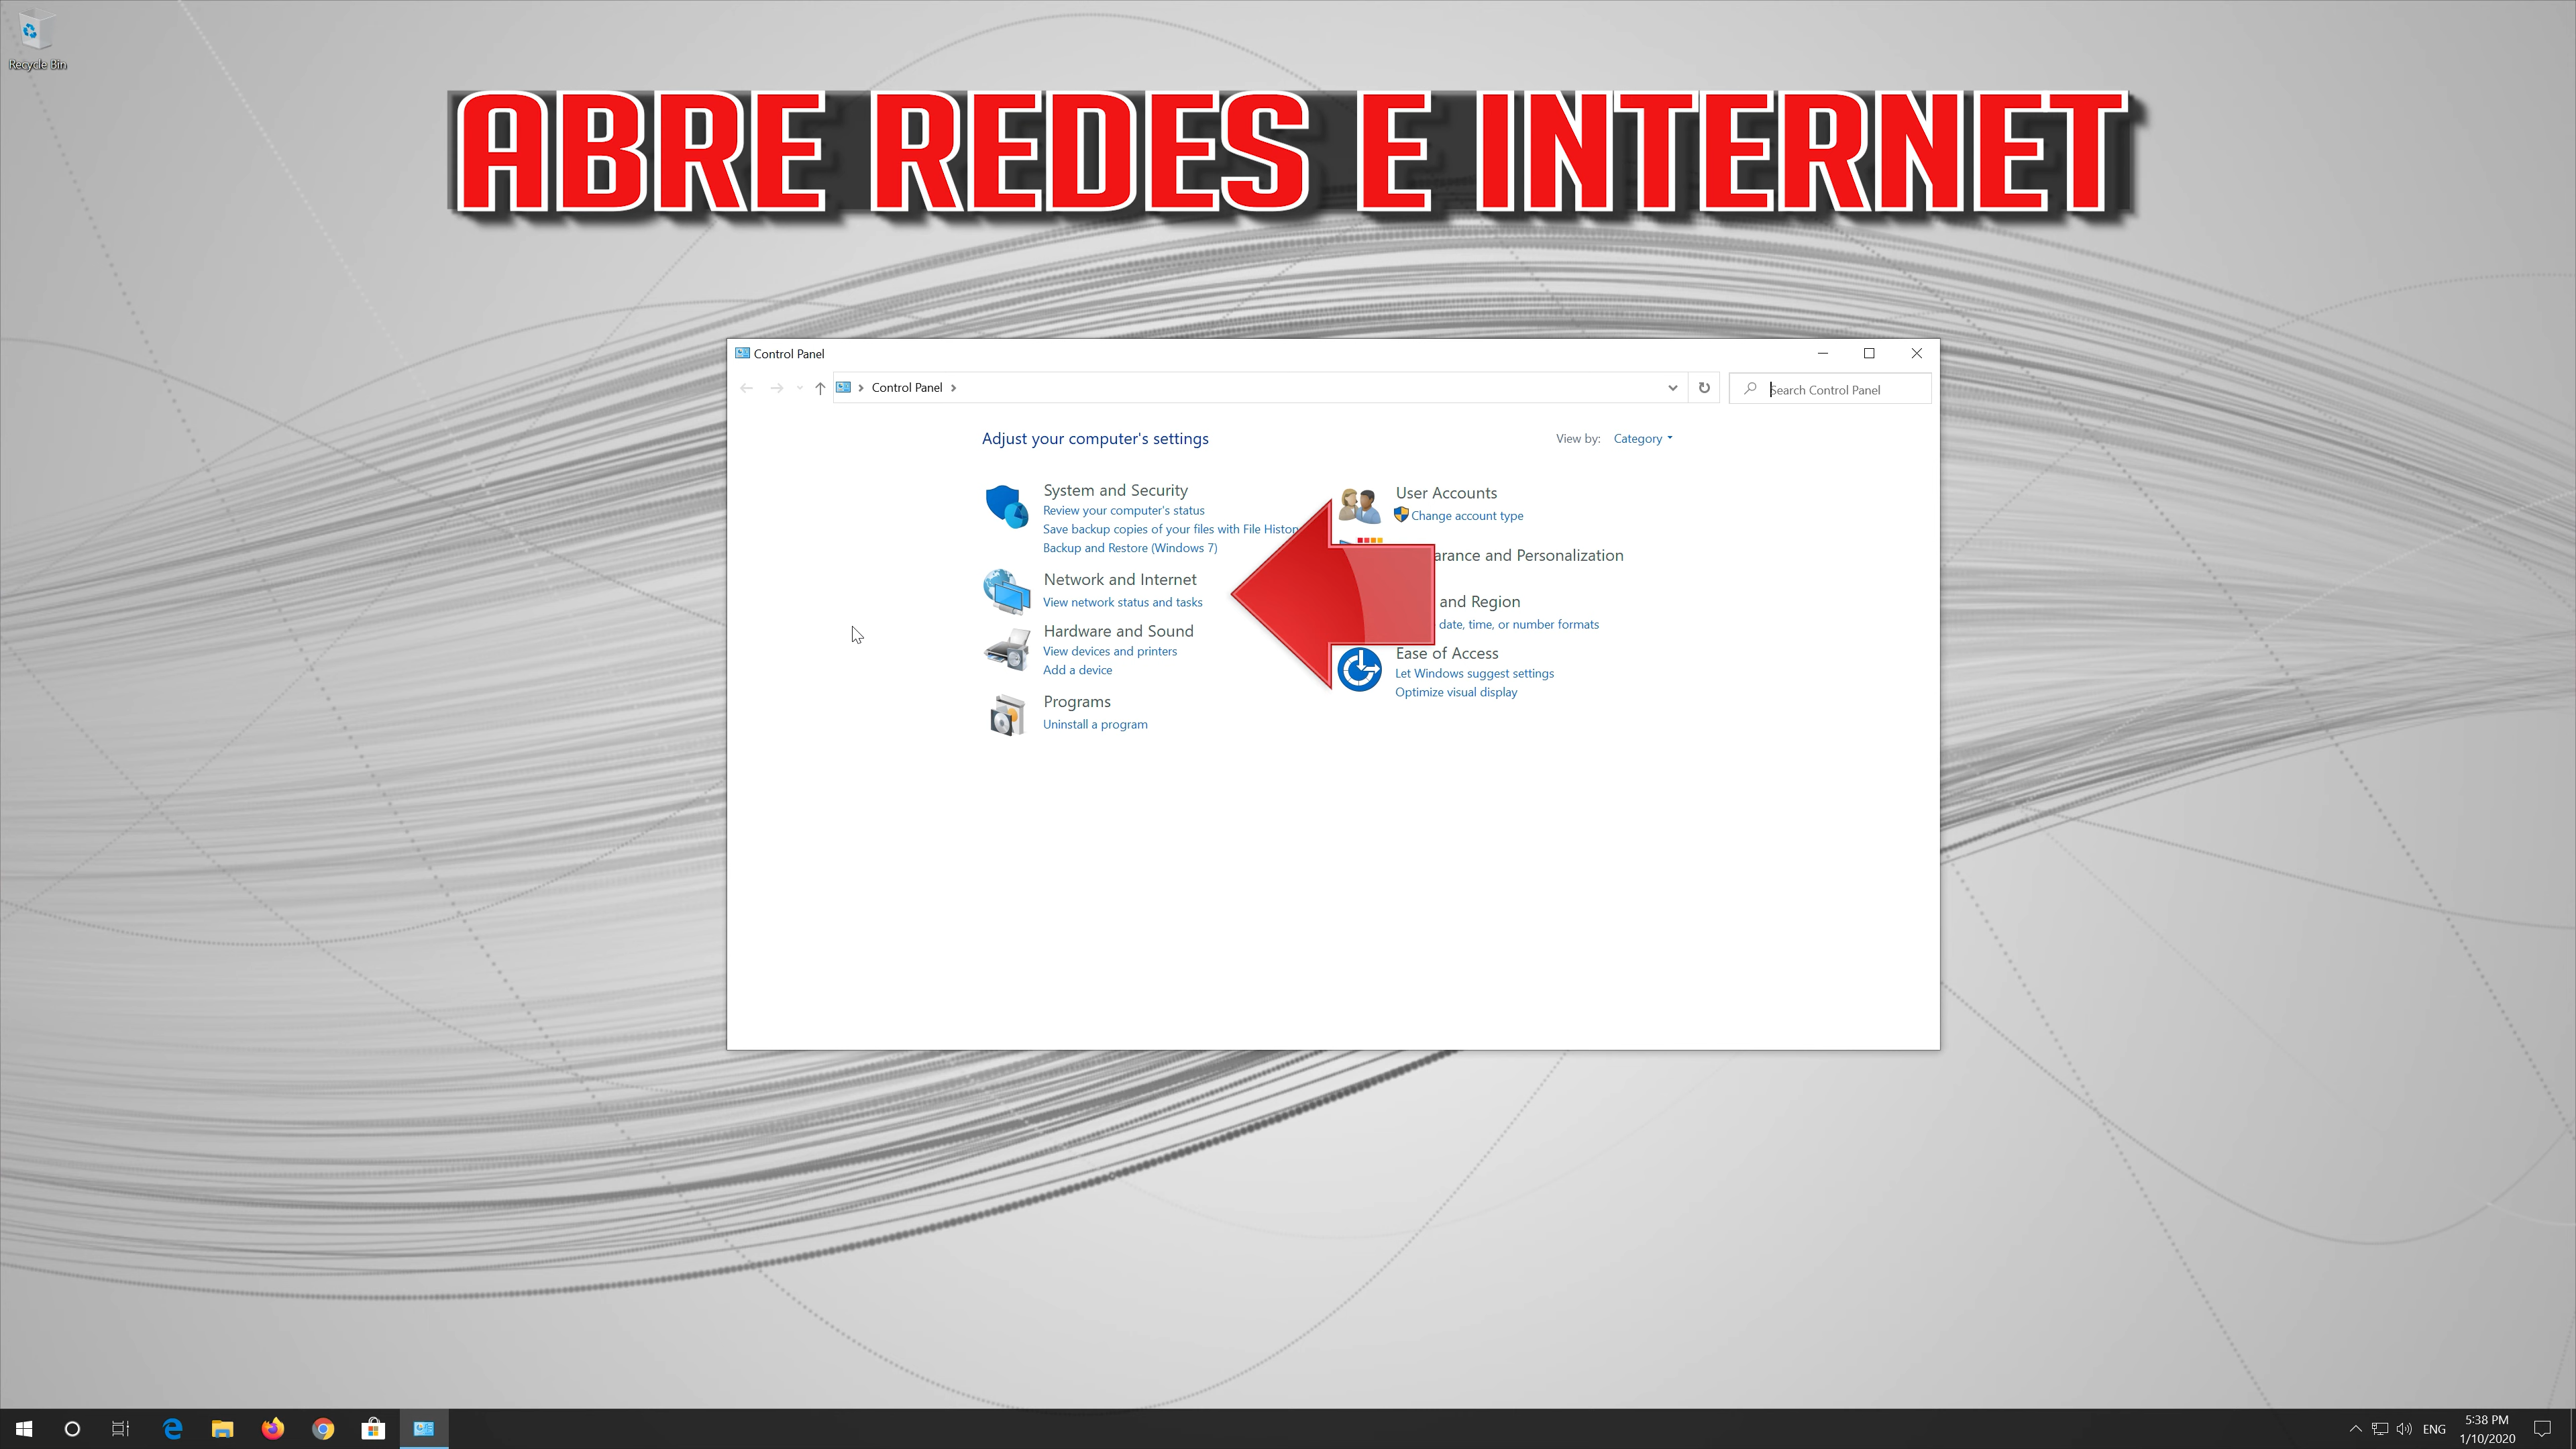 Recycle Bin
ABRE REDES E INTERNET
Control Panel
Control Panel
Search Control Panel
Adjust your computer's settings
View by: Category
System and Security
Review your computer's status
Save backup copies of your files with File
Backup and Restore (Windows 7)
Network and Internet
View network status and tasks
Hardware and Sound
View devices and printers
Add a device
Programs
Uninstall a program
User Accounts
Change account type
and Personalization
and Region
date, time, or number formats
Ease of Access
Let Windows suggest settings
Optimize visual display
ENG
5:38 PM
1/10/2020